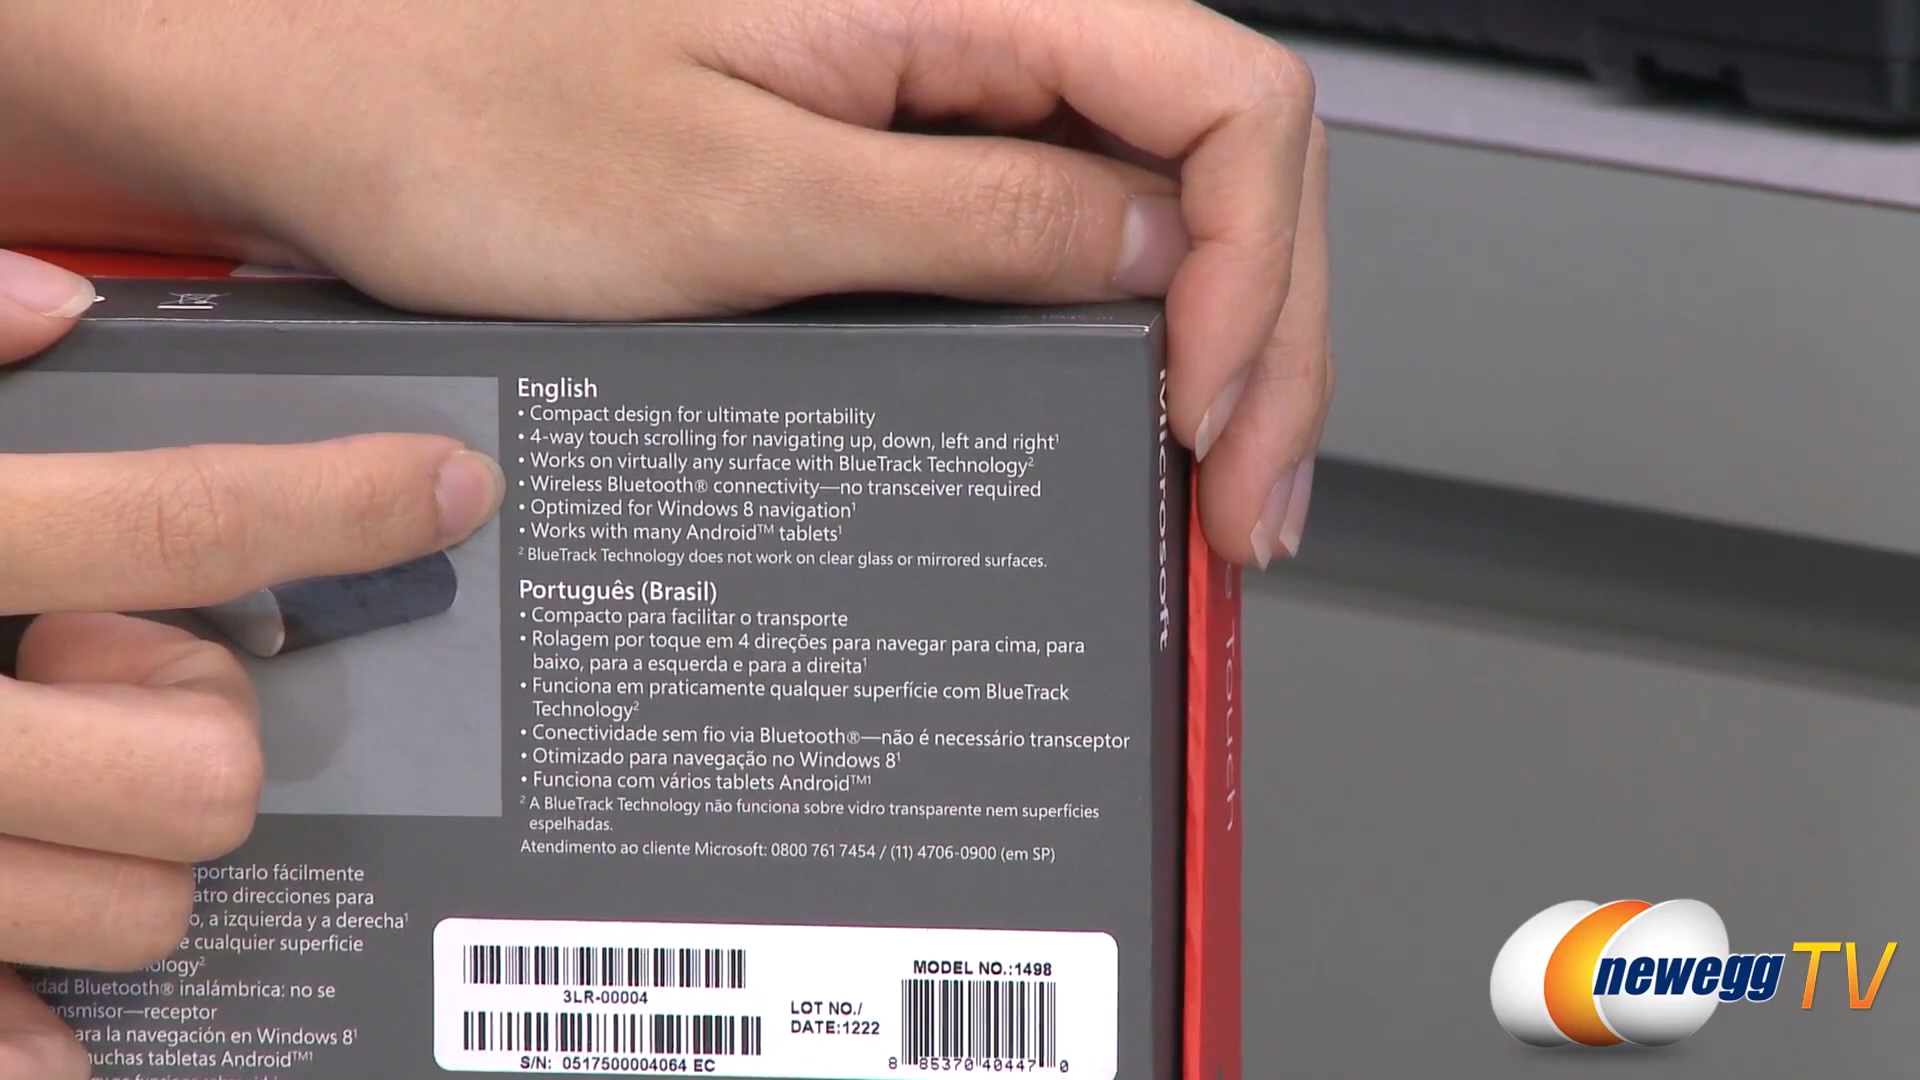 English
• Compact design for ultimate portability
• 4-way touch scrolling for navigating up, down, left and right¹
• Works on virtually any surface with BlueTrack Technology²
• Wireless Bluetooth® connectivity—no transceiver required
• Optimized for Windows 8 navigation¹
• Works with many Android™ tablets¹
² BlueTrack Technology does not work on clear glass or mirrored surfaces.
Português (Brasil)
• Compacto para facilitar o transporte
• Rolagem por toque em 4 direções para navegar para cima, para
baixo, para a esquerda e para a direita¹
• Funciona em praticamente qualquer superfície com BlueTrack
Technology²
• Conectividade sem fio via Bluetooth®—não é necessário transceptor
• Otimizado para navegação no Windows 8¹
• Funciona com vários tablets Android™¹
² A BlueTrack Technology não funciona sobre vidro transparente nem superfícies
espelhadas.
Atendimento ao cliente Microsoft: 0800 761 7454 / (11) 4706-0900 (em SP)
Microsoft
Touch
fácilmente
direcciones para
a izquierda y a derecha¹
cualquier superficie
Bluetooth® inalámbrica: no se
receptor
la navegación en Windows 8¹
tabletas Android™¹
3LR-00004
S/N: 0517500004064 EC
LOT NO./
DATE:1222
MODEL NO.:1498
8 85370 40447 0
newegg TV